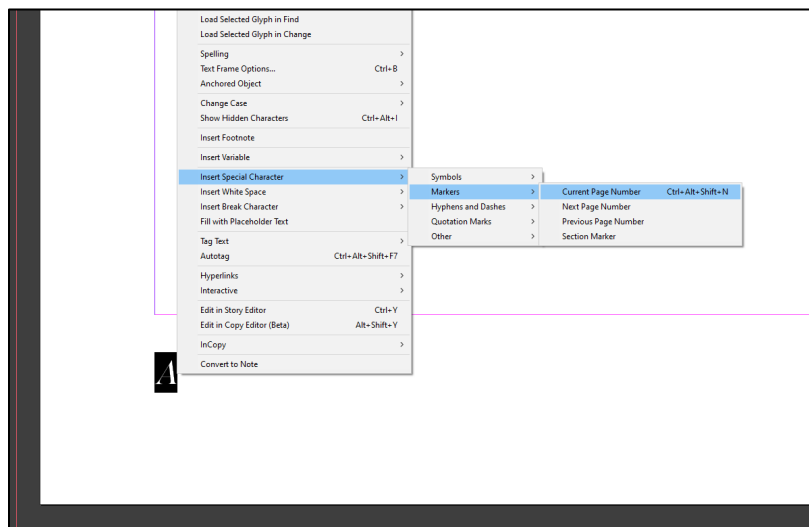 Load Selected Glyph in Find
Load Selected Glyph in Change
Spelling
Text Frame Options... Ctrl+B
Anchored Object
Change Case
Show Hidden Characters Ctrl+Alt+I
Insert Footnote
Insert Variable
Insert Special Character
Insert White Space
Insert Break Character
Fill with Placeholder Text
Tag Text
Autotag Ctrl+Alt+Shift+F7
Hyperlinks
Interactive
Edit in Story Editor Ctrl+Y
Edit in Copy Editor (Beta) Alt+Shift+Y
InCopy
Convert to Note
Symbols
Markers
Hyphens and Dashes
Quotation Marks
Other
Current Page Number Ctrl+Alt+Shift+N
Next Page Number
Previous Page Number
Section Marker
A